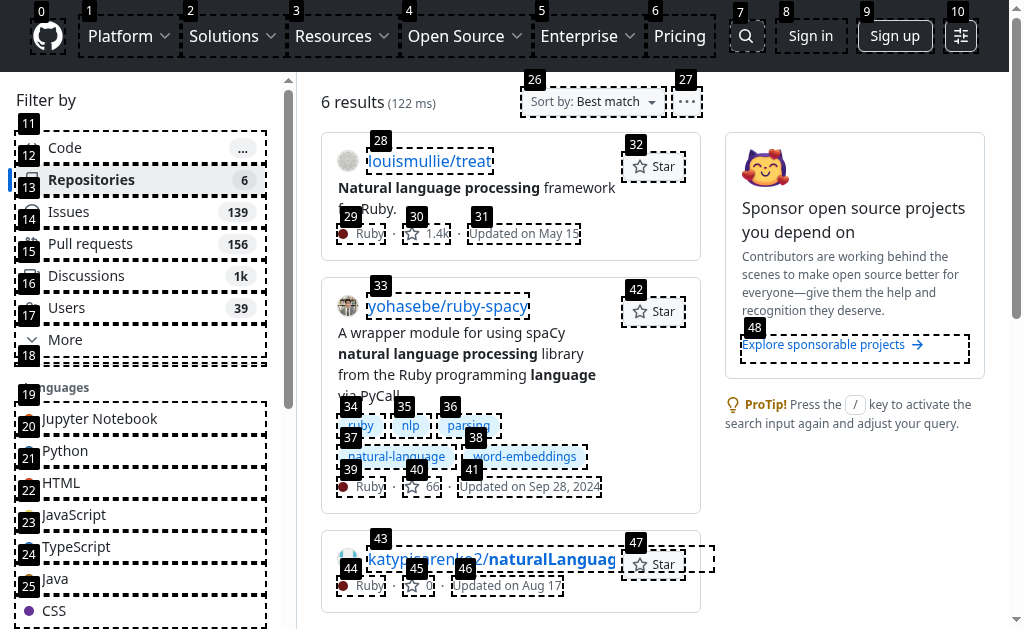 0 1 2 3 4 5 6 7 8 9 10
Platform Solutions Resources Open Source Enterprise Pricing Sign in Sign up
Filter by
11
12 Code ...
13 Repositories 6
14 Issues 139
15 Pull requests 156
16 Discussions 1k
17 Users 39
18 More
19
20 Jupyter Notebook
21 Python
22 HTML
23 JavaScript
24 TypeScript
25 Java
CSS
26 27
6 results (122 ms) Sort by: Best match
28 32
louismullie/treat Star
Natural language processing framework
Ruby.
29 30 31
Ruby · 1.4k · Updated on May 15
33 42
yohasebe/ruby-spacy Star
A wrapper module for using spaCy
natural language processing library
from the Ruby programming language
via PyCall
34 35 36
ruby nlp parsing
37 38
natural-language word-embeddings
39 40 41
Ruby · 66 · Updated on Sep 28, 2024
43 47
Star
44 45 46
Ruby · 0 · Updated on Aug 17
Sponsor open source projects
you depend on
Contributors are working behind the
scenes to make open source better for
everyone—give them the help and
recognition they deserve.
48
Explore sponsorable projects
ProTip! Press the / key to activate the
search input again and adjust your query.